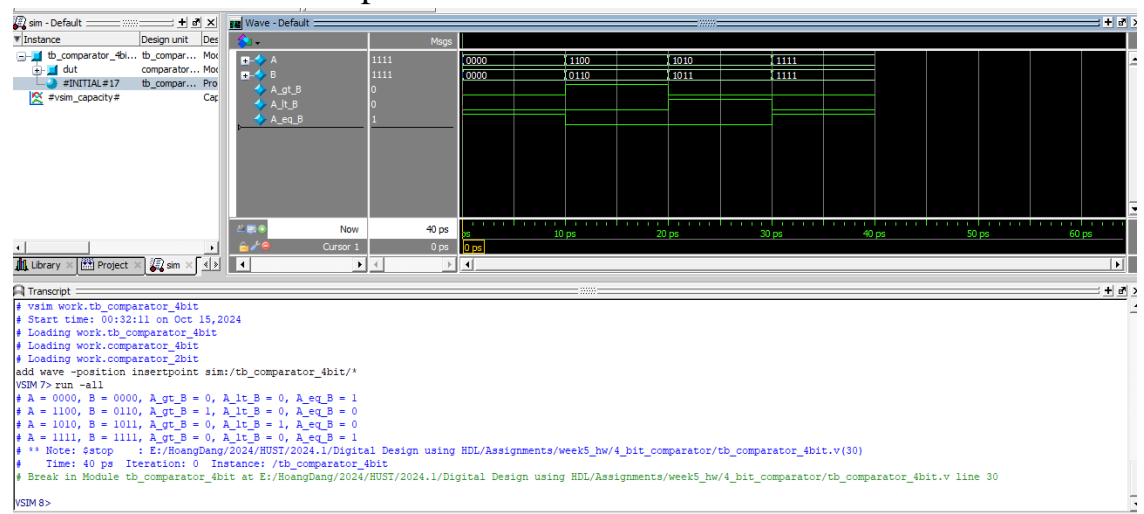 sim - Default
Instance Design unit Des
tb_comparator_4bi... tb_compar... Moc
dut comparator... Moc
#INITIAL#17 tb_compar... Pro
#vsim_capacity# Cap
Library Project sim
Wave - Default
Msgs
A 1111 0000 1100 1010 1111
B 1111 0000 0110 1011 1111
A_gt_B 0
A_lt_B 0
A_eq_B 1
Now 40 ps ps 10 ps 20 ps 30 ps 40 ps 50 ps 60 ps
Cursor 1 0 ps 0 ps
Transcript
# vsim work.tb_comparator_4bit
# Start time: 00:32:11 on Oct 15,2024
# Loading work.tb_comparator_4bit
# Loading work.comparator_4bit
# Loading work.comparator_2bit
add wave -position insertpoint sim:/tb_comparator_4bit/*
VSIM 7> run -all
# A = 0000, B = 0000, A_gt_B = 0, A_lt_B = 0, A_eq_B = 1
# A = 1100, B = 0110, A_gt_B = 1, A_lt_B = 0, A_eq_B = 0
# A = 1010, B = 1011, A_gt_B = 0, A_lt_B = 1, A_eq_B = 0
# A = 1111, B = 1111, A_gt_B = 0, A_lt_B = 0, A_eq_B = 1
# ** Note: $stop : E:/HoangDang/2024/HUST/2024.1/Digital Design using HDL/Assignments/week5_hw/4_bit_comparator/tb_comparator_4bit.v(30)
# Time: 40 ps Iteration: 0 Instance: /tb_comparator_4bit
# Break in Module tb_comparator_4bit at E:/HoangDang/2024/HUST/2024.1/Digital Design using HDL/Assignments/week5_hw/4_bit_comparator/tb_comparator_4bit.v line 30
VSIM 8>